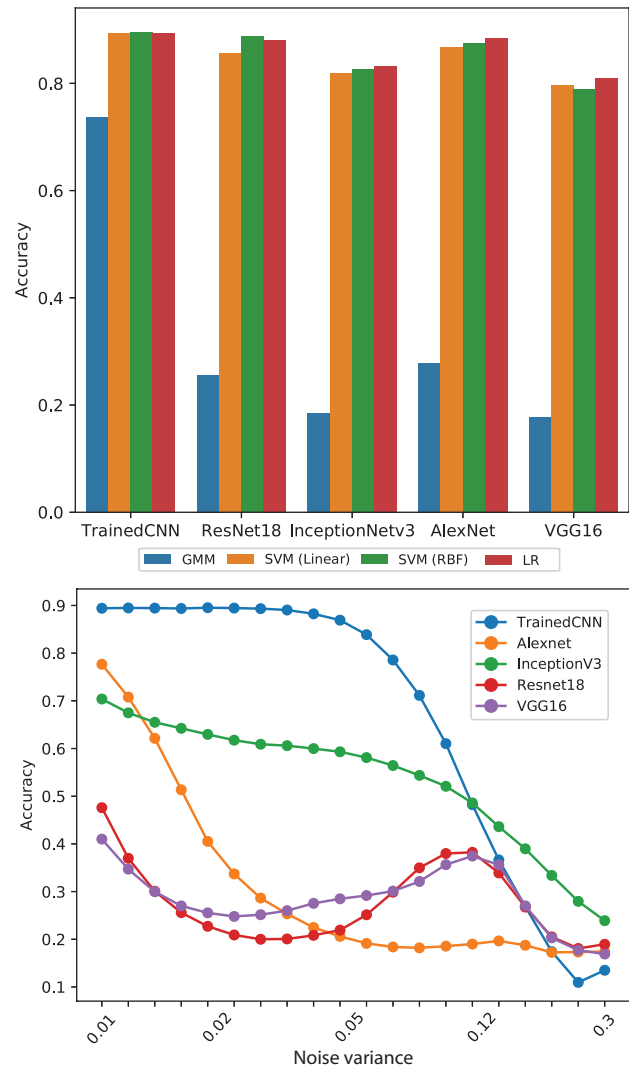 Accuracy
0.8
0.6
0.4
0.2
0.0
TrainedCNN ResNet18 InceptionNetv3 AlexNet VGG16
GMM SVM (Linear) SVM (RBF) LR
Accuracy
0.9
0.8
0.7
0.6
0.5
0.4
0.3
0.2
0.1
TrainedCNN
Alexnet
InceptionV3
Resnet18
VGG16
0.01 0.02 0.05 0.12 0.3
Noise variance